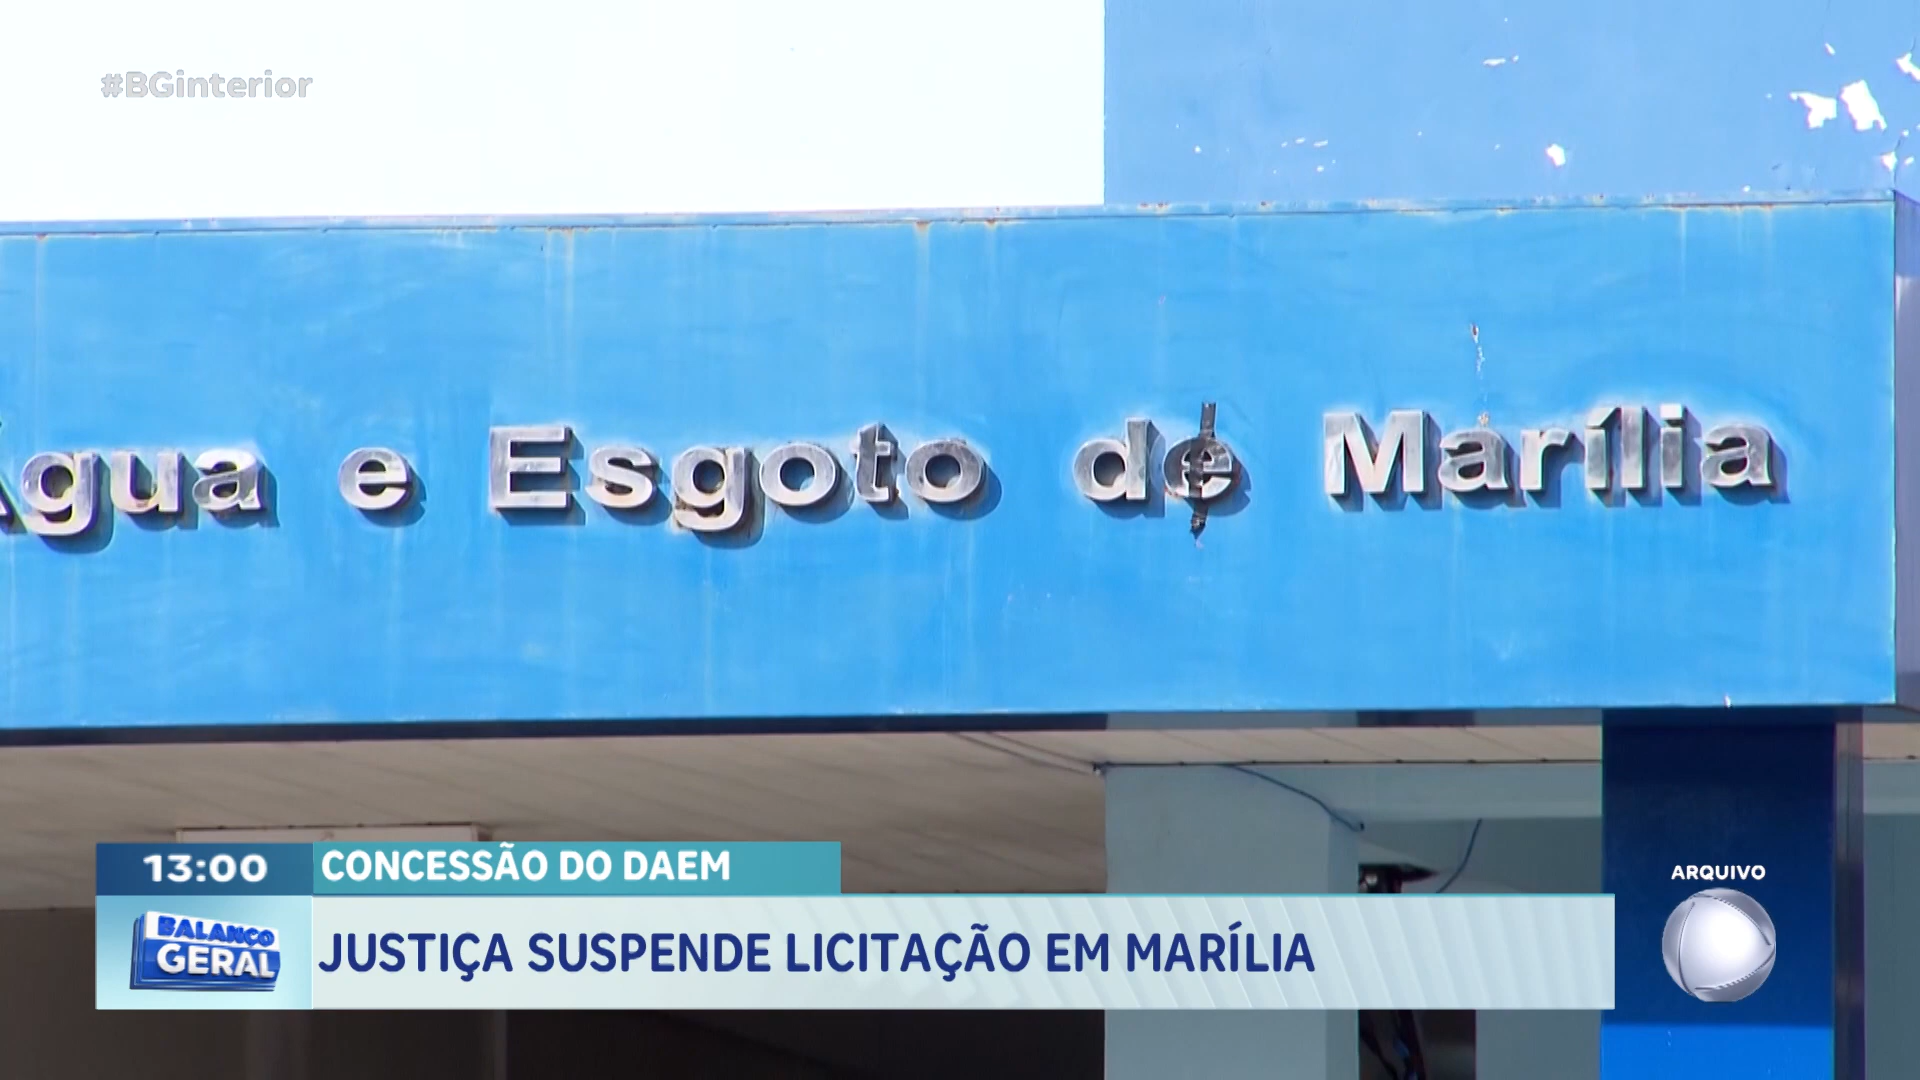 #BGinterior
Água e Esgoto de Marília
13:00
CONCESSÃO DO DAEM
ARQUIVO
BALANÇO
GERAL
JUSTIÇA SUSPENDE LICITAÇÃO EM MARÍLIA